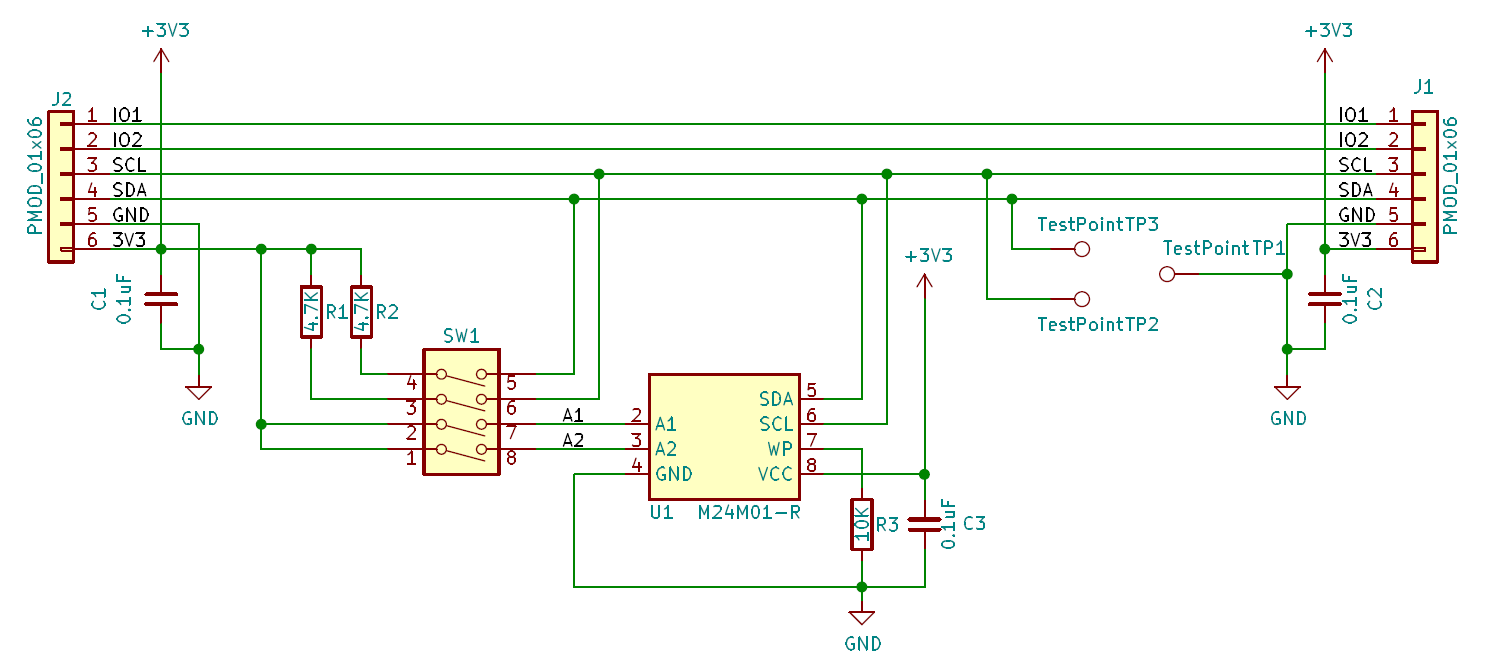 +3V3
+3V3
J2
J1
1 IO1
IO1 1
2 IO2
IO2 2
3 SCL
SCL 3
4 SDA
SDA 4
5 GND
GND 5
6 3V3
3V3 6
PMOD_01x06
PMOD_01x06
TestPointTP3
TestPointTP1
TestPointTP2
+3V3
C1
0.1uF
4.7K
R1
4.7K
R2
0.1uF
C2
SW1
4
5
3
6
2
7
1
8
A1
A2
2
3
4
A1
A2
GND
SDA
SCL
WP
VCC
5
6
7
8
U1
M24M01-R
GND
GND
10K
R3
0.1uF
C3
GND